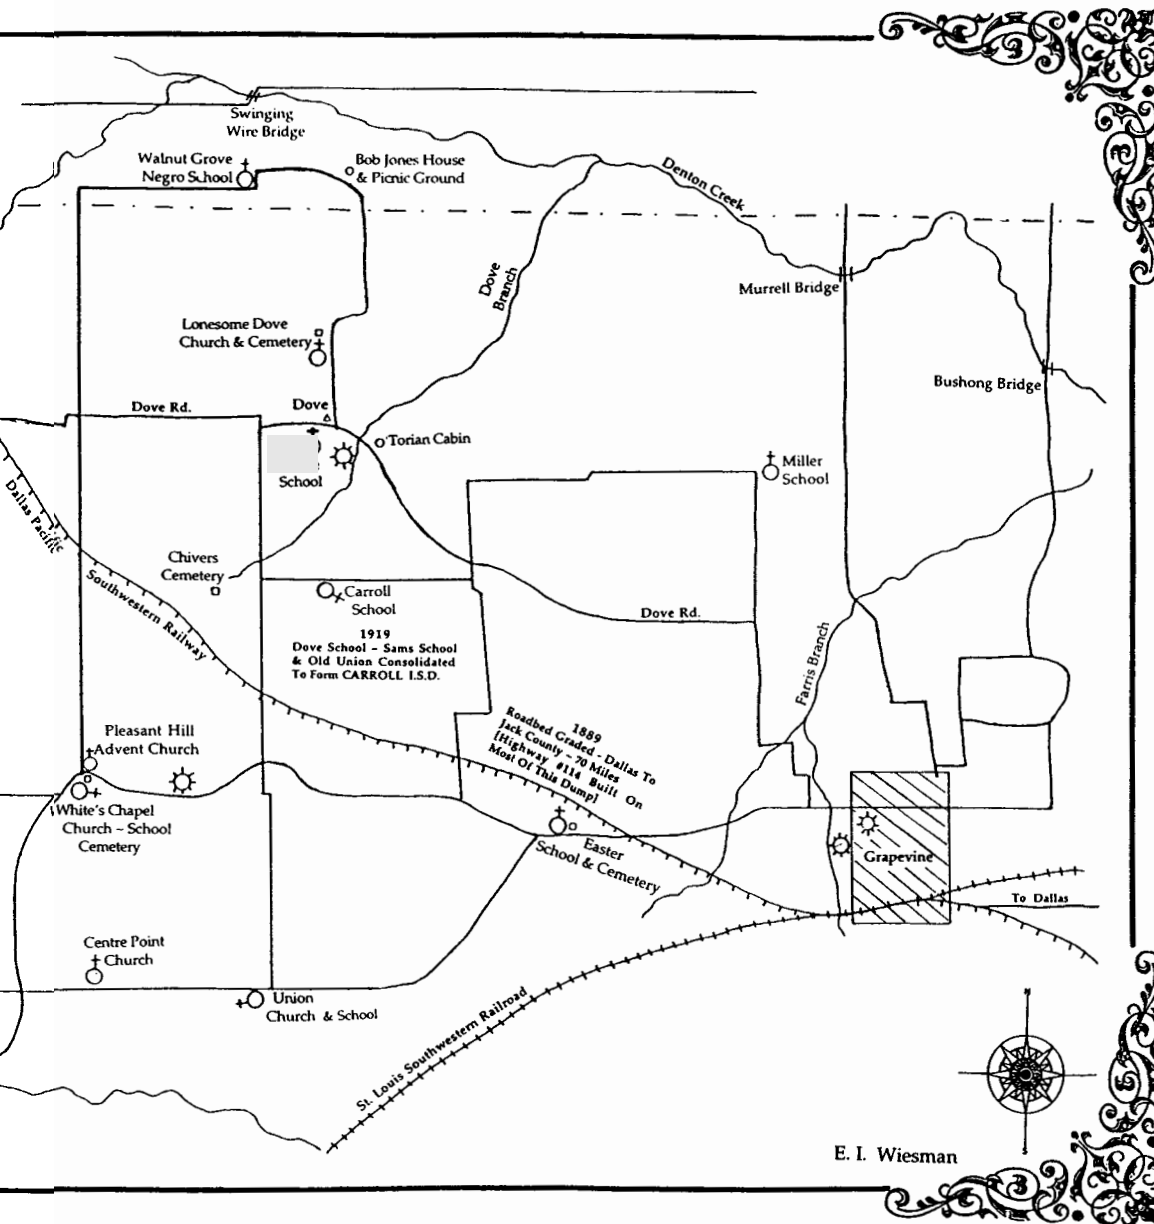 Swinging
Wire Bridge
Walnut Grove
Negro School
Bob Jones House
& Picnic Ground
Denton Creek
Dove
Branch
Murrell Bridge
Lonesome Dove
Church & Cemetery
Bushong Bridge
Dove Rd.
Dove
Torian Cabin
School
Miller
School
Dallas Pacific
Southwestern Railway
Chivers
Cemetery
Carroll
School
1919
Dove School - Sams School
& Old Union Consolidated
To Form CARROLL I.S.D.
Dove Rd.
Farris Branch
1889
Roadbed Graded - Dallas To
Jack County - 70 Miles
[Highway #114 Built On
Most Of This Dump]
Pleasant Hill
Advent Church
White's Chapel
Church ~ School
Cemetery
Easter
School & Cemetery
Grapevine
To Dallas
Centre Point
Church
Union
Church & School
St. Louis Southwestern Railroad
N
S
E. I. Wiesman